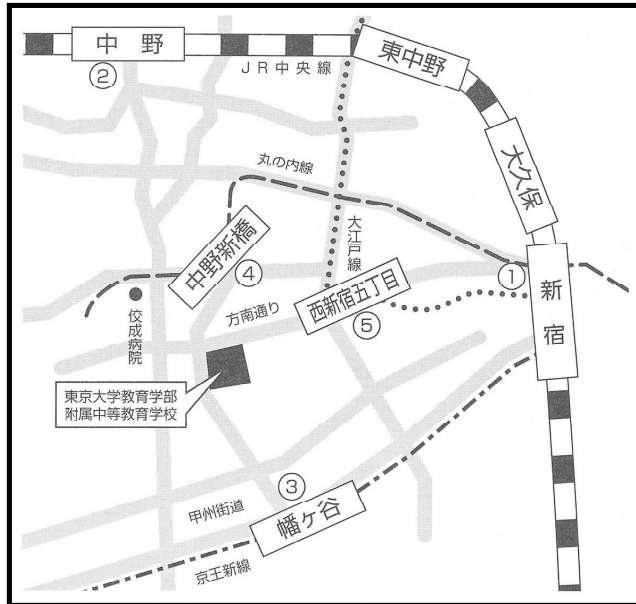 中野
②
JR中央線
東中野
大久保
丸の内線
大江戸線
中野新橋
④
①
新宿
西新宿五丁目
⑤
方南通り
佼成病院
東京大学教育学部
附属中等教育学校
③
甲州街道
幡ヶ谷
京王新線